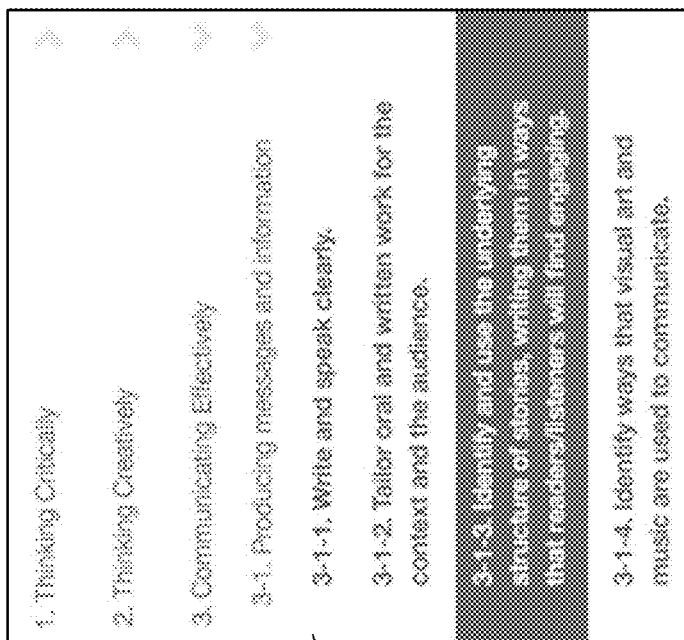 1. Thinking Critically
2. Thinking Creatively
3. Communicating Effectively
3-1. Producing messages and information
3-1-1. Write and speak clearly.
3-1-2. Tailor oral and written work for the
context and the audience.
3-1-3. Identify and use the underlying
structure of stories, writing them in ways
that readers/listeners will find engaging.
3-1-4. Identify ways that visual art and
music are used to communicate.